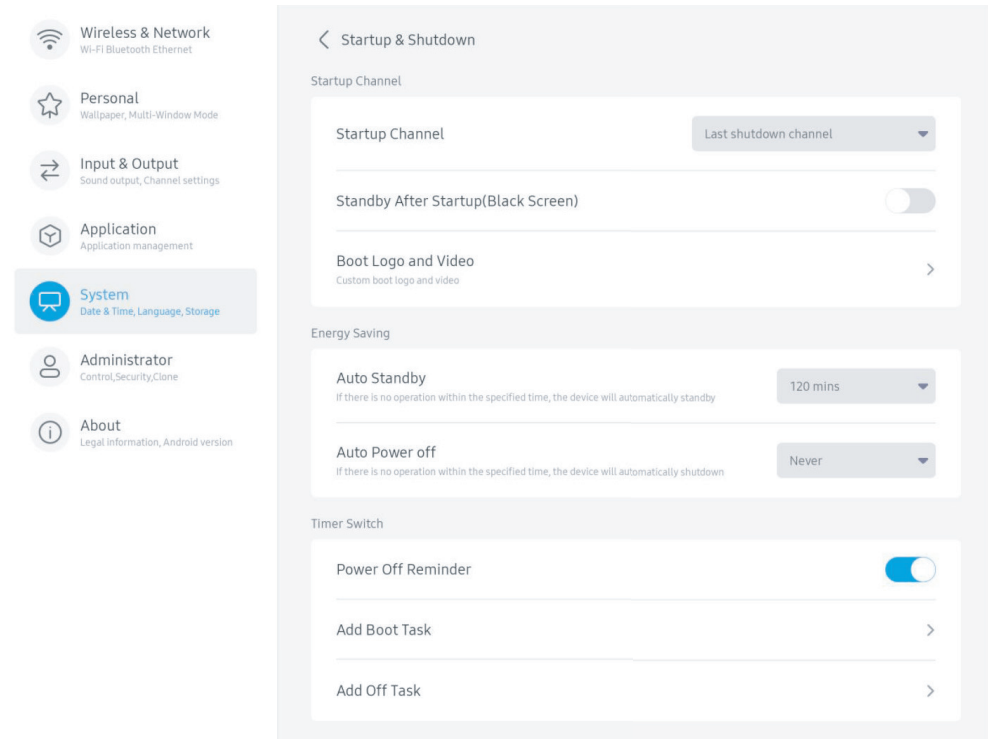 Wireless & Network
Wi-Fi Bluetooth Ethernet
Personal
Wallpaper, Multi-Window Mode
Input & Output
Sound output, Channel settings
Application
Application management
System
Date & Time, Language, Storage
Administrator
Control,Security,Clone
About
Legal information, Android version
Startup & Shutdown
Startup Channel
Startup Channel
Last shutdown channel
Standby After Startup(Black Screen)
Boot Logo and Video
Custom boot logo and video
Energy Saving
Auto Standby
If there is no operation within the specified time, the device will automatically standby
120 mins
Auto Power off
If there is no operation within the specified time, the device will automatically shutdown
Never
Timer Switch
Power Off Reminder
Add Boot Task
Add Off Task